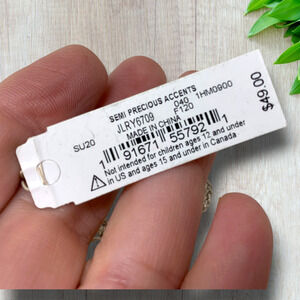 SEMI PRECIOUS ACCENTS
JLRY6709 040 1HM0900
SU20 F120
MADE IN CHINA
1 91671 55792 1
Not intended for children ages 12 and under
in US and ages 15 and under in Canada.
$49.00